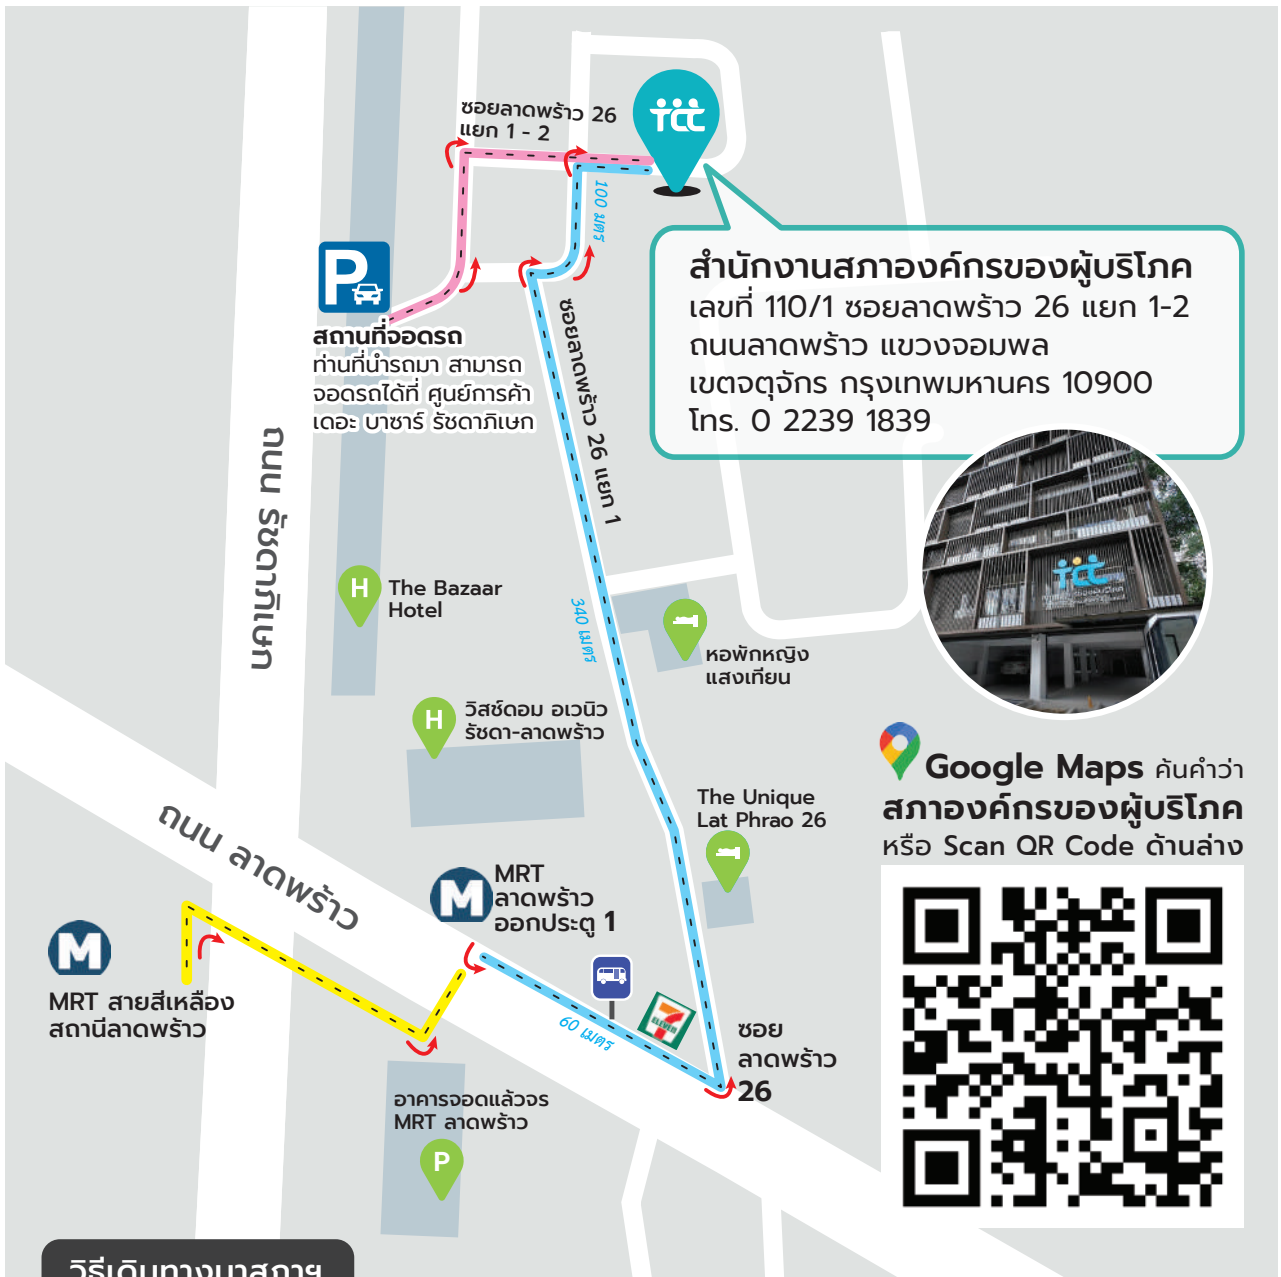 ซอยลาดพร้าว 26
แยก 1 - 2
tcc
100 เมตร
สำนักงานสภาองค์กรของผู้บริโภค
เลขที่ 110/1 ซอยลาดพร้าว 26 แยก 1-2
ถนนลาดพร้าว แขวงจอมพล
เขตจตุจักร กรุงเทพมหานคร 10900
โทร. 0 2239 1839
P
สถานที่จอดรถ
ท่านที่นำรถมา สามารถ
จอดรถได้ที่ ศูนย์การค้า
เดอะ บาซาร์ รัชดาภิเษก
ซอยลาดพร้าว 26 แยก 1
ถนน รัชดาภิเษก
H
The Bazaar
Hotel
340 เมตร
หอพักหญิง
แสงเทียน
tcc
H
วิสซ์ดอม อเวนิว
รัชดา-ลาดพร้าว
Google Maps ค้นคำว่า
สภาองค์กรของผู้บริโภค
หรือ Scan QR Code ด้านล่าง
The Unique
Lat Phrao 26
ถนน ลาดพร้าว
M
MRT
ลาดพร้าว
ออกประตู 1
M
MRT สายสีเหลือง
สถานีลาดพร้าว
60 เมตร
7
ELEVEN
ซอย
ลาดพร้าว
26
อาคารจอดแล้วจร
MRT ลาดพร้าว
P
วิธีเดินทางมาสภาฯ